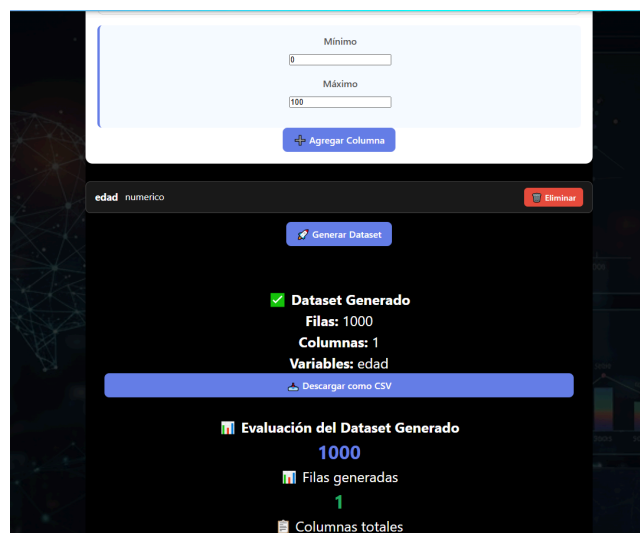 Mínimo
0
Máximo
100
➕ Agregar Columna
edad numerico
🗑️ Eliminar
🚀 Generar Dataset
✅ Dataset Generado
Filas: 1000
Columnas: 1
Variables: edad
📥 Descargar como CSV
📊 Evaluación del Dataset Generado
1000
📊 Filas generadas
1
📋 Columnas totales